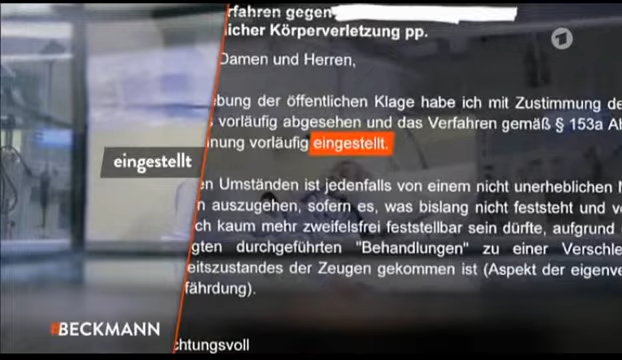 rfahren gegen
licher Körperverletzung pp.
Damen und Herren,
ebung der öffentlichen Klage habe ich mit Zustimmung de
vorläufig abgesehen und das Verfahren gemäß § 153a Ab
nung vorläufig eingestellt.
eingestellt
en Umständen ist jedenfalls von einem nicht unerheblichen M
n auszugehen, sofern es, was bislang nicht feststeht und v
ch kaum mehr zweifelsfrei feststellbar sein dürfte, aufgrund
gten durchgeführten "Behandlungen" zu einer Verschle
eitszustandes der Zeugen gekommen ist (Aspekt der eigenve
fährdung).
#BECKMANN
chtungsvoll